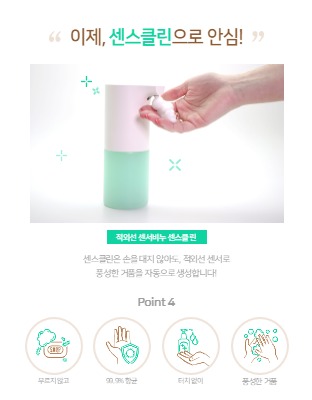 “ 이제, 센스클린으로 안심! ”
적외선 센서비누 센스클린
센스클린은 손을 대지 않아도, 적외선 센서로
풍성한 거품을 자동으로 생성합니다!
Point 4
무르지 않고
99.9% 항균
터치 없이
풍성한 거품